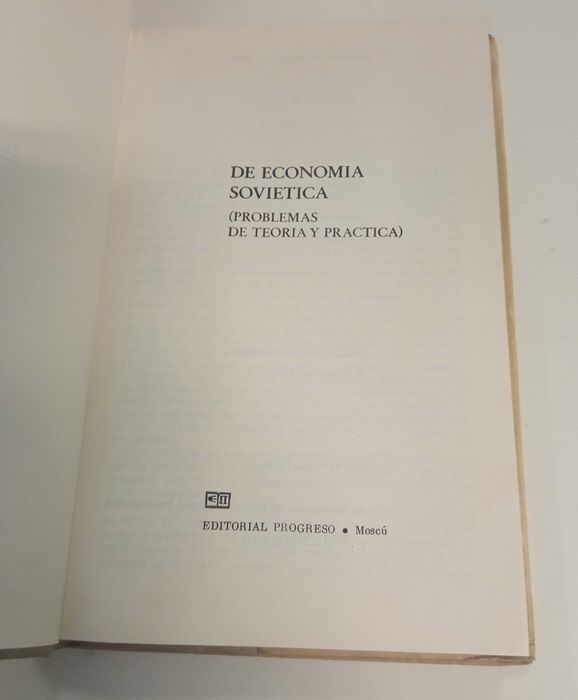 DE ECONOMIA
SOVIETICA
(PROBLEMAS
DE TEORIA Y PRACTICA)
EDITORIAL PROGRESO • Moscú